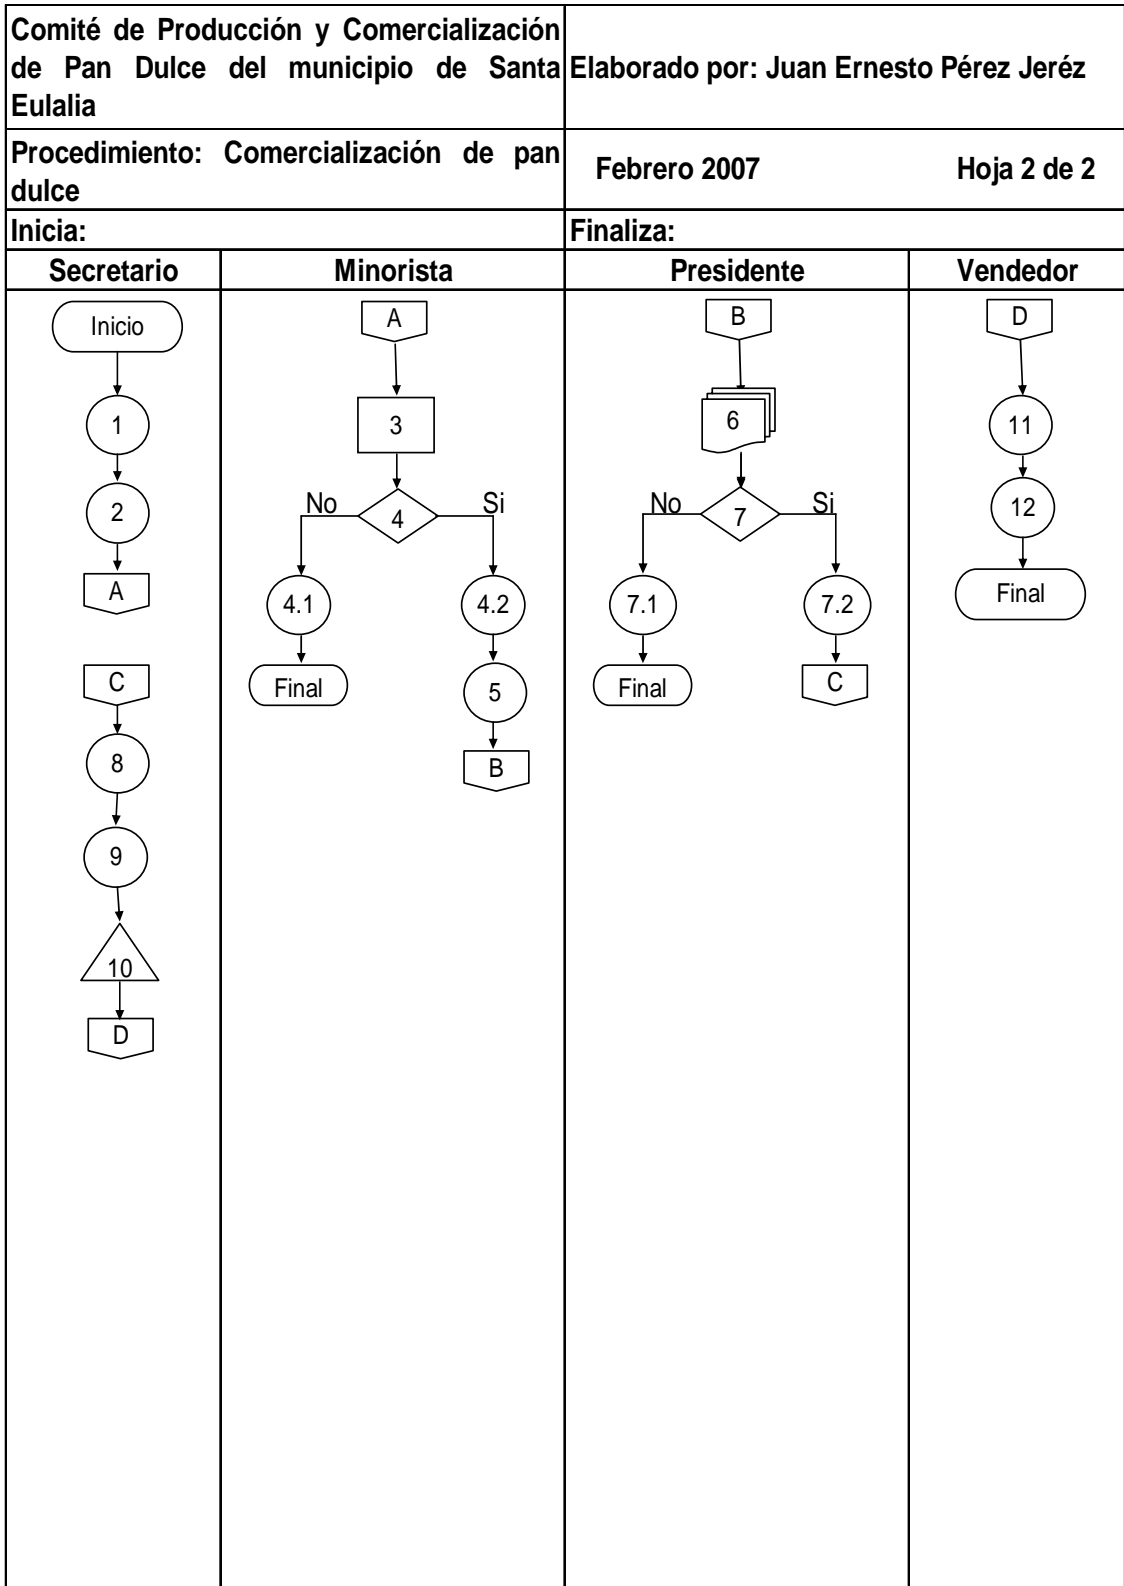 Comité de Producción y Comercialización
de Pan Dulce del municipio de Santa
Eulalia
Elaborado por: Juan Ernesto Pérez Jeréz
Procedimiento: Comercialización de pan
dulce
Febrero 2007 Hoja 2 de 2
Inicia:
Finaliza:
Secretario
Minorista
Presidente
Vendedor
Inicio
1
2
A
C
8
9
10
D
A
3
No
4
Si
4.1
4.2
Final
5
B
B
6
No
7
Si
7.1
7.2
Final
C
D
11
12
Final